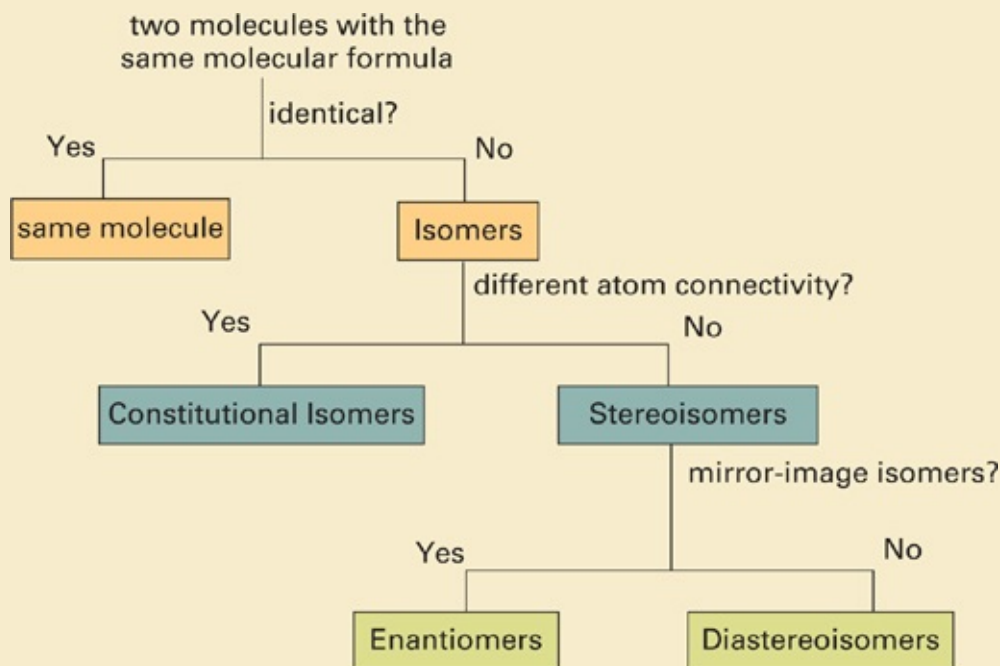 two molecules with the
same molecular formula
identical?
Yes
No
same molecule
Isomers
different atom connectivity?
Yes
No
Constitutional Isomers
Stereoisomers
mirror-image isomers?
Yes
No
Enantiomers
Diastereoisomers